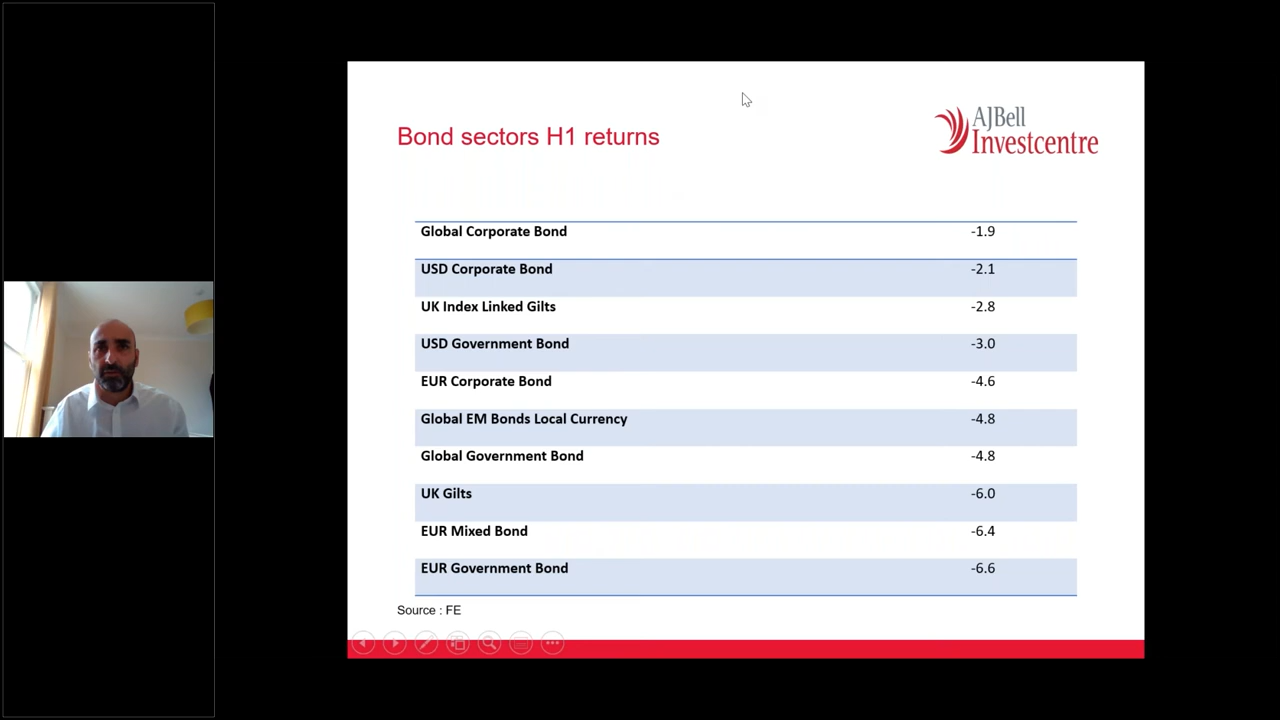 Bond sectors H1 returns
AJBell
Investcentre
Global Corporate Bond -1.9
USD Corporate Bond -2.1
UK Index Linked Gilts -2.8
USD Government Bond -3.0
EUR Corporate Bond -4.6
Global EM Bonds Local Currency -4.8
Global Government Bond -4.8
UK Gilts -6.0
EUR Mixed Bond -6.4
EUR Government Bond -6.6
Source : FE